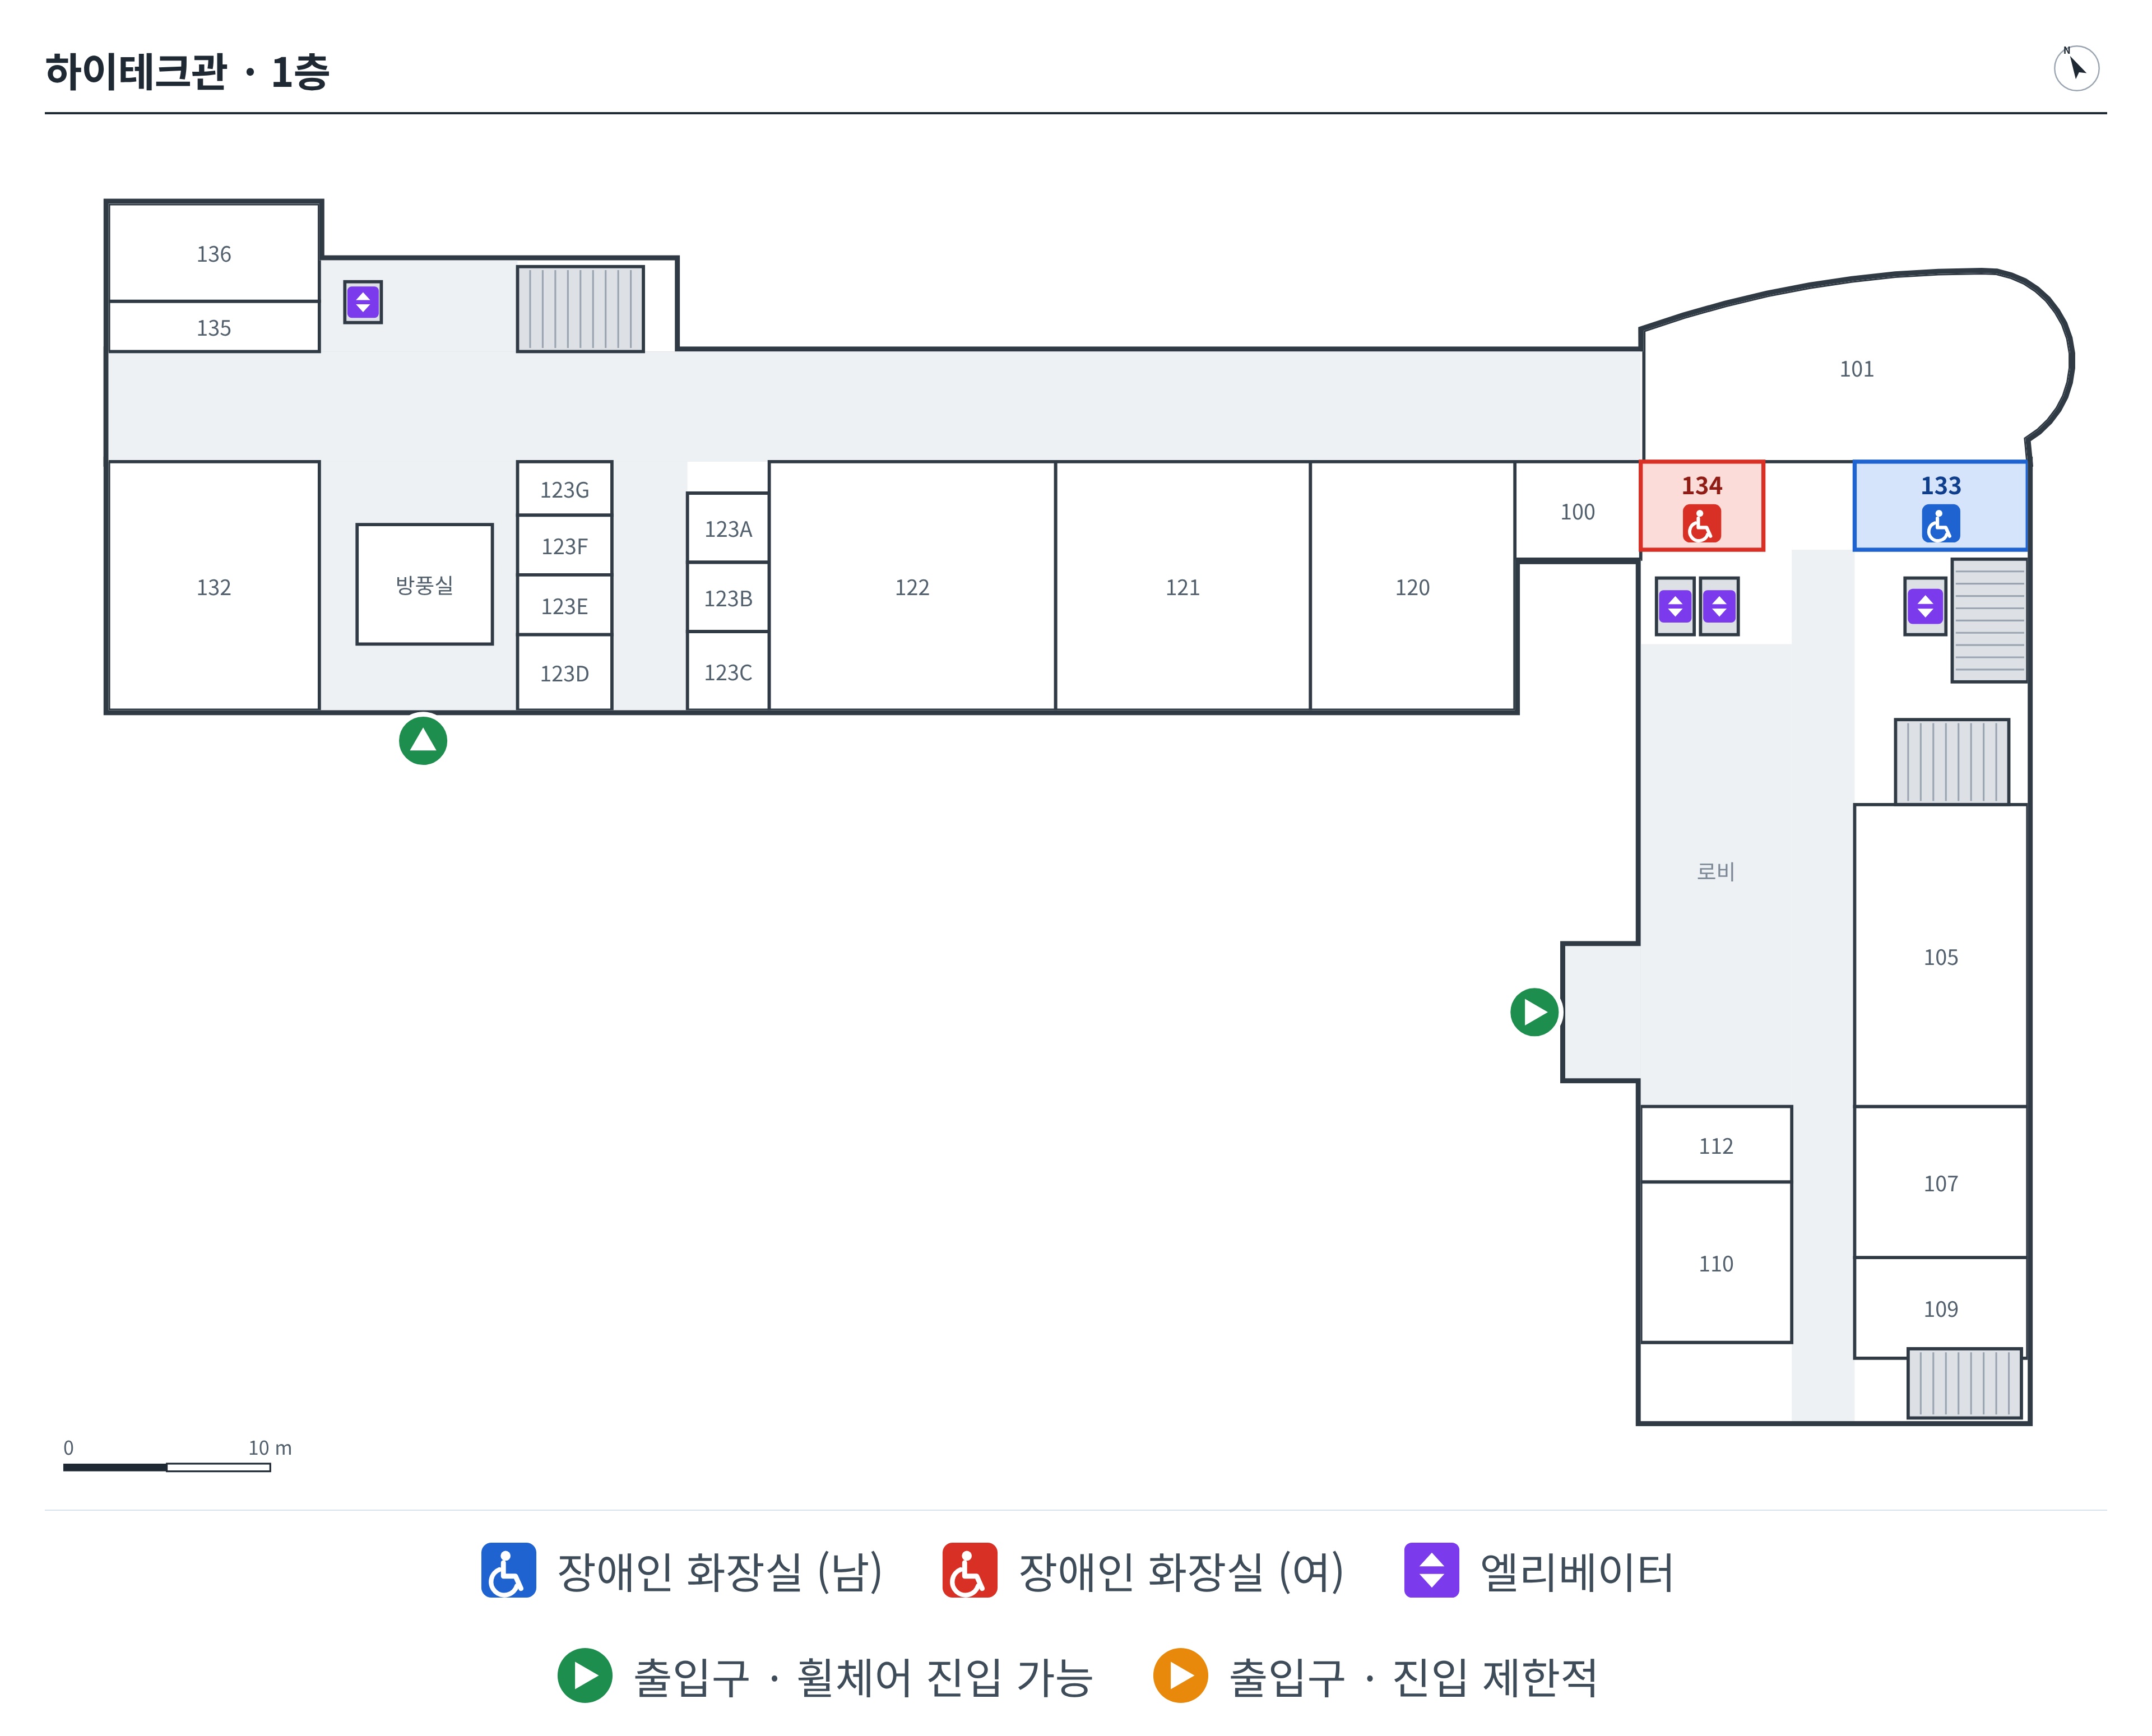 하이테크관 · 1층
N
136
135
101
134
133
123G
100
123A
123F
132
방풍실
122
121
120
123B
123E
123D
123C
로비
105
112
107
110
109
0 10 m
장애인 화장실 (남) 장애인 화장실 (여) 엘리베이터
출입구 · 휠체어 진입 가능 출입구 · 진입 제한적